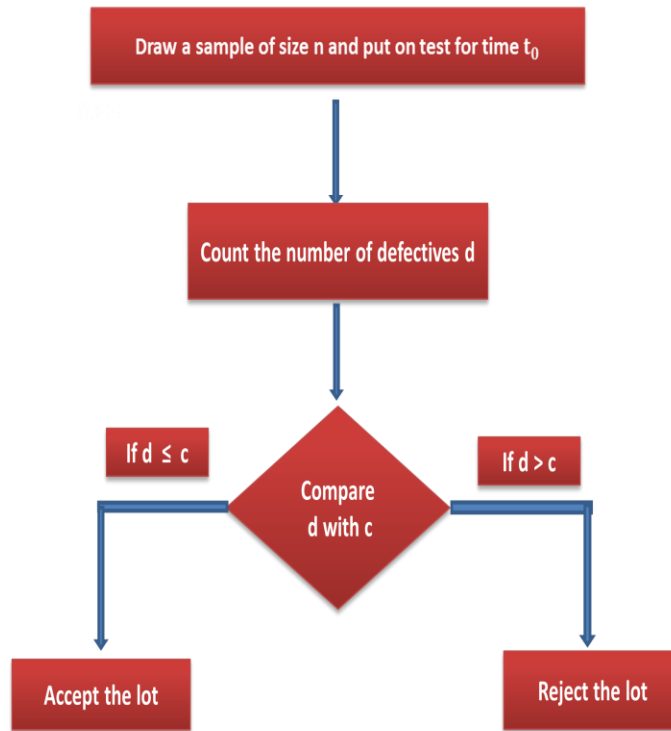 Draw a sample of size n and put on test for time t₀
Count the number of defectives d
If d ≤ c
If d > c
Compare
d with c
Accept the lot
Reject the lot